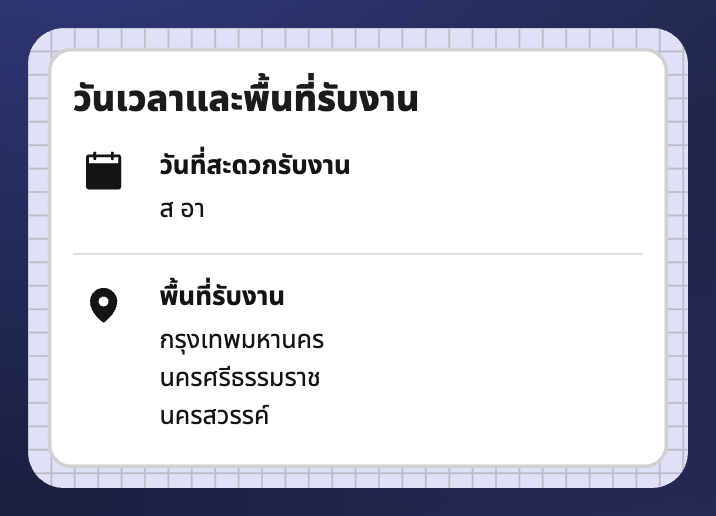 วันเวลาและพื้นที่รับงาน
วันที่สะดวกรับงาน
ส อา
พื้นที่รับงาน
กรุงเทพมหานคร
นครศรีธรรมราช
นครสวรรค์